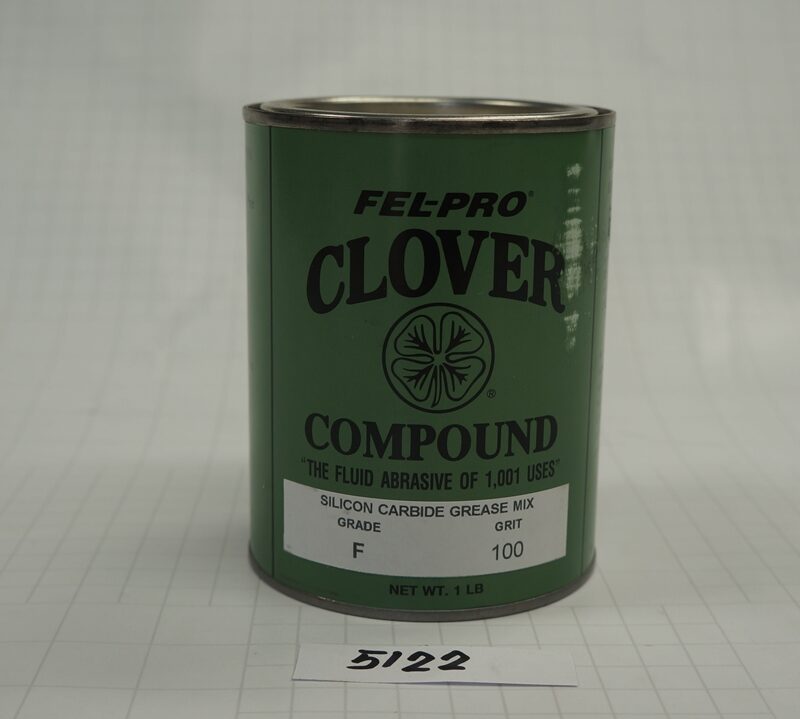 FEL-PRO®
CLOVER
®
COMPOUND
"THE FLUID ABRASIVE OF 1,001 USES"
SILICON CARBIDE GREASE MIX
GRADE GRIT
F 100
NET WT. 1 LB
5122